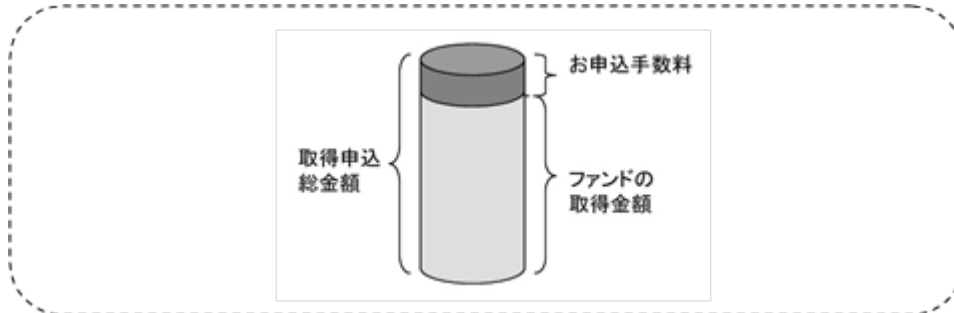 お申込手数料
取得申込
総金額
ファンドの
取得金額